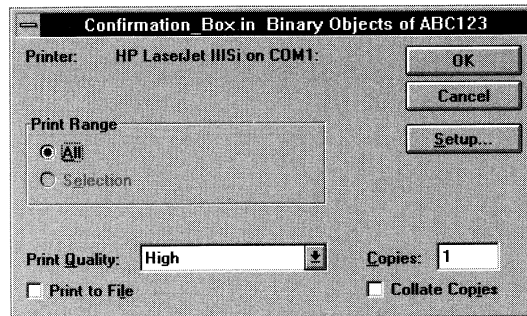 Confirmation_Box in Binary Objects of ABC123
Printer: HP LaserJet IIISi on COM1:
OK
Cancel
Setup...
Print Range
All
Selection
Print Quality: High
Copies: 1
Print to File
Collate Copies